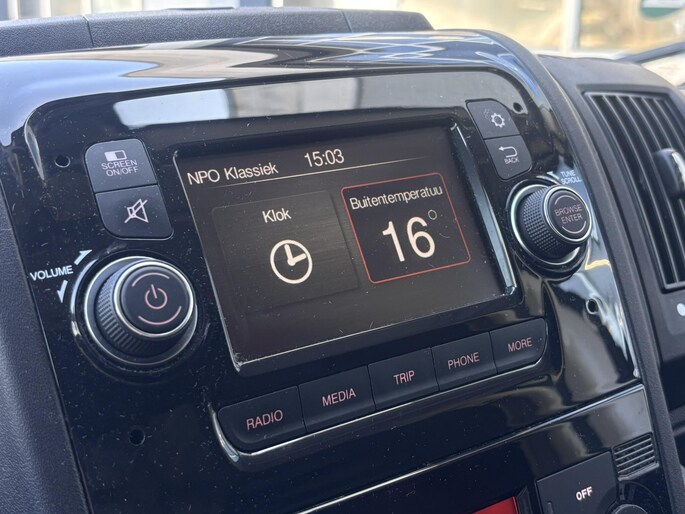 SCREEN
ON/OFF
NPO Klassiek 15:03
Klok
Buitentemperatuu
16°
BACK
TUNE
SCROLL
BROWSE
ENTER
VOLUME
RADIO
MEDIA
TRIP
PHONE
MORE
OFF